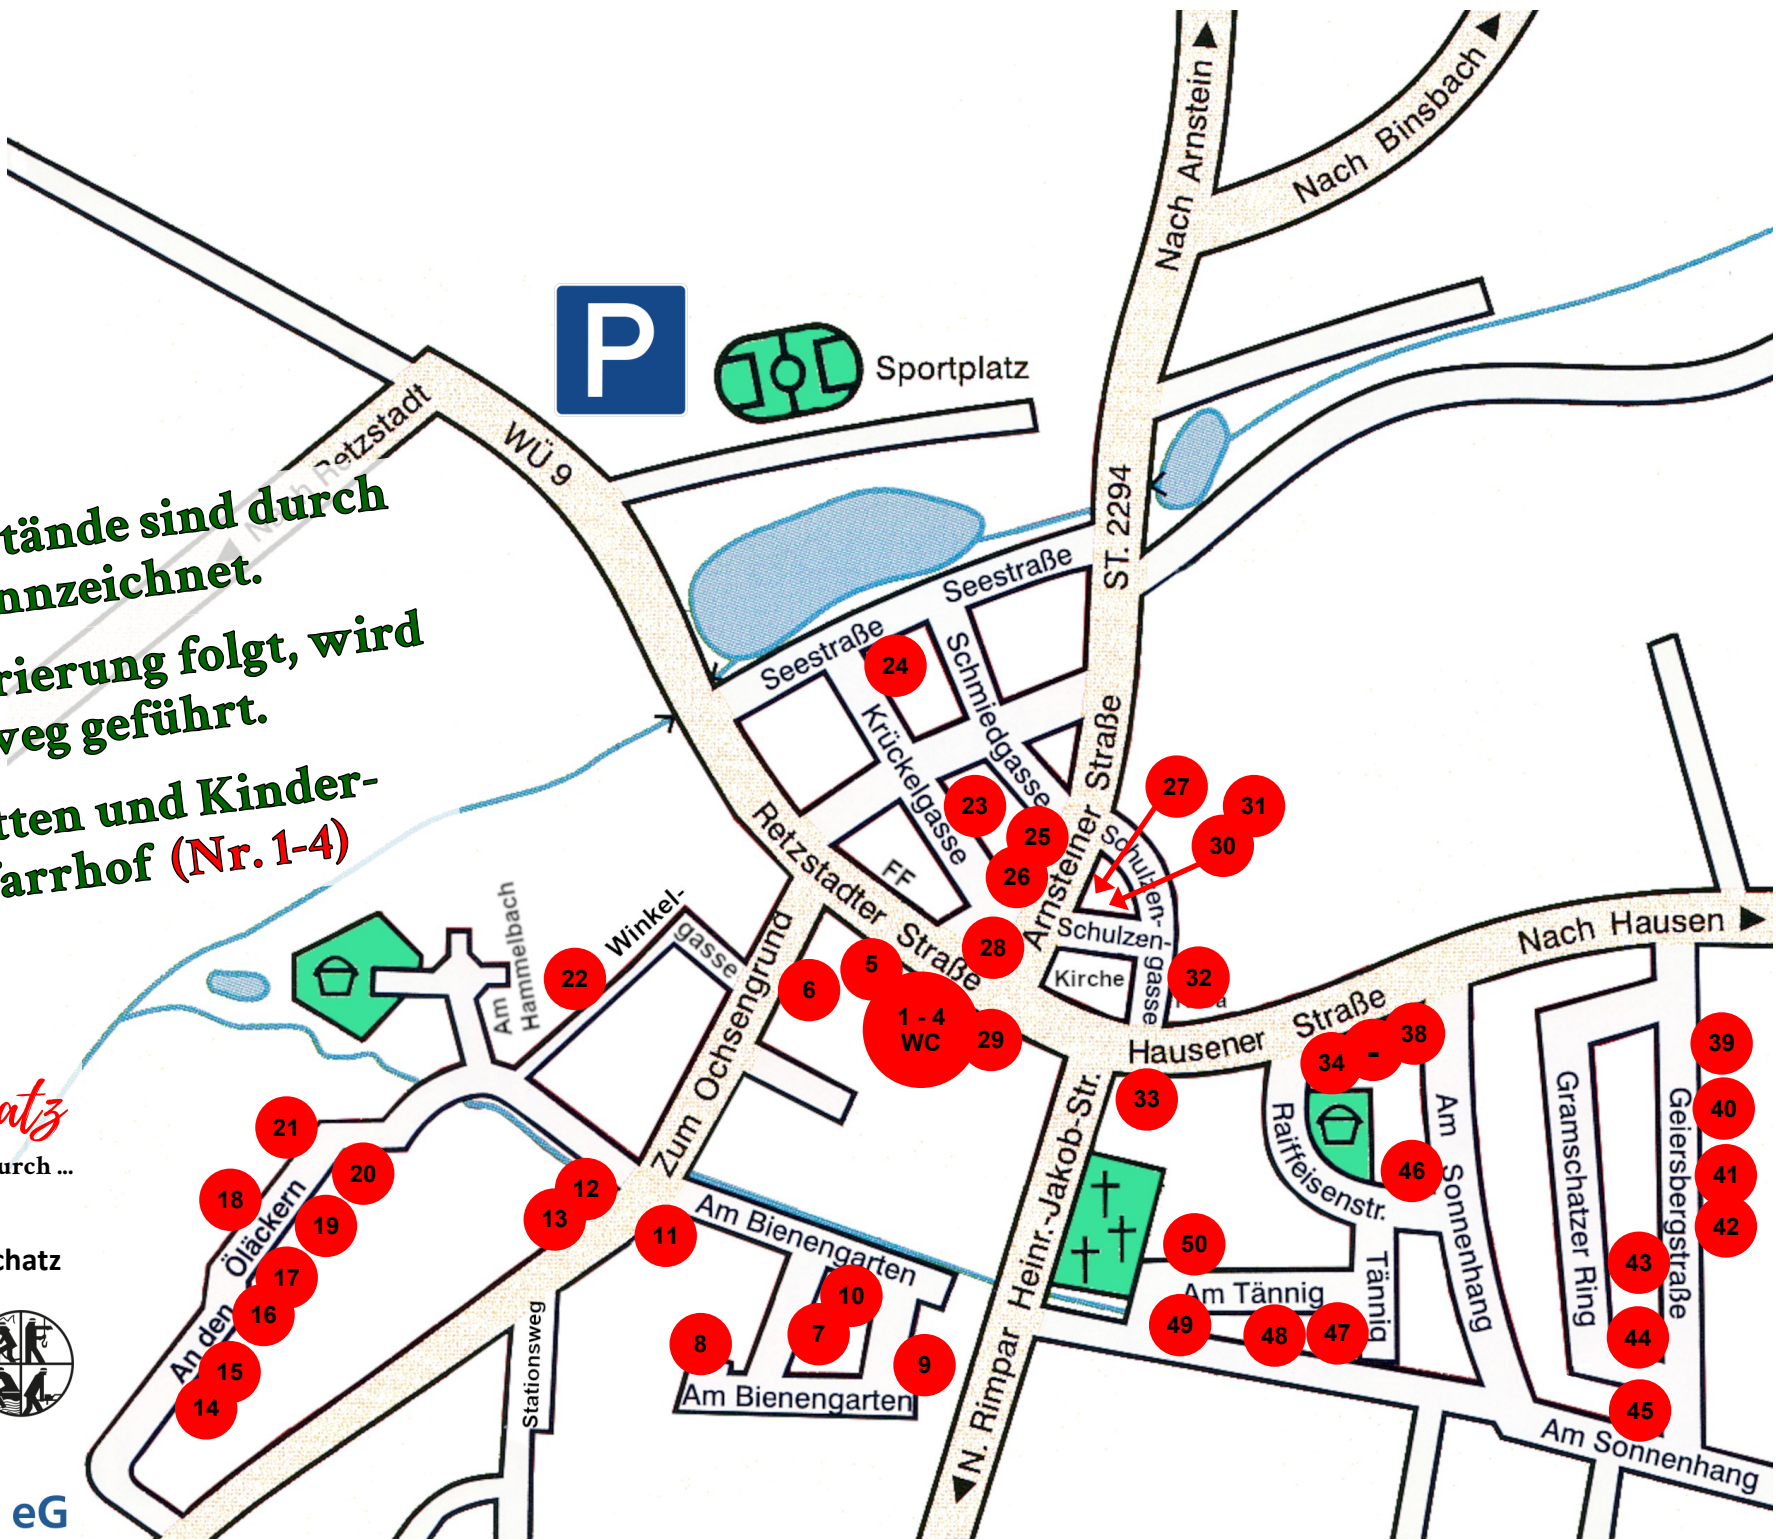 Nach Arnstein
Nach Binsbach
P
Sportplatz
Nach Retzstadt
WÜ 9
ST. 2294
tände sind durch
nnzeichnet.
rierung folgt, wird
weg geführt.
tten und Kinder-
farrhof (Nr. 1-4)
Seestraße
Seestraße
24
Schmiedgasse
Krückelgasse
Arnsteiner Straße
27
31
30
23
25
26
Schulzen-
gasse
Schulzen-
gasse
FF
Retzstadter Straße
28
Kirche
32
Nach Hausen
Winkel-
gasse
Am
Hammelbach
22
5
6
1 - 4
WC
29
Hausener Straße
34
-
38
33
39
40
41
42
43
44
45
46
Zum Ochsengrund
Heinr.-Jakob-Str.
Raiffeisenstr.
Am Sonnenhang
Gramschatzer Ring
Geiersbergstraße
atz
urch ...
chatz
eG
21
20
18
19
17
16
15
14
An den Öläckern
12
13
11
Am Bienengarten
10
7
8
9
Am Bienengarten
Stationsweg
N. Rimpar
50
Am Tännig
Tännig
49
48
47
Am Sonnenhang